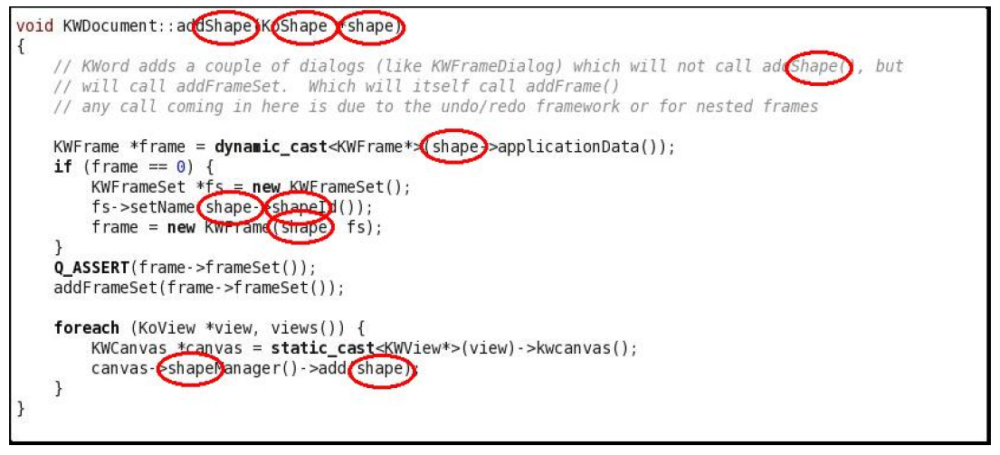 void KWDocument::addShape(KoShape *shape)
{
    // KWord adds a couple of dialogs (like KWFrameDialog) which will not call addShape(), but
    // will call addFrameSet.  Which will itself call addFrame()
    // any call coming in here is due to the undo/redo framework or for nested frames

    KWFrame *frame = dynamic_cast<KWFrame*>(shape->applicationData());
    if (frame == 0) {
        KWFrameSet *fs = new KWFrameSet();
        fs->setName(shape->shapeId());
        frame = new KWFrame(shape, fs);
    }
    Q_ASSERT(frame->frameSet());
    addFrameSet(frame->frameSet());

    foreach (KoView *view, views()) {
        KWCanvas *canvas = static_cast<KWView*>(view)->kwcanvas();
        canvas->shapeManager()->add(shape);
    }
}